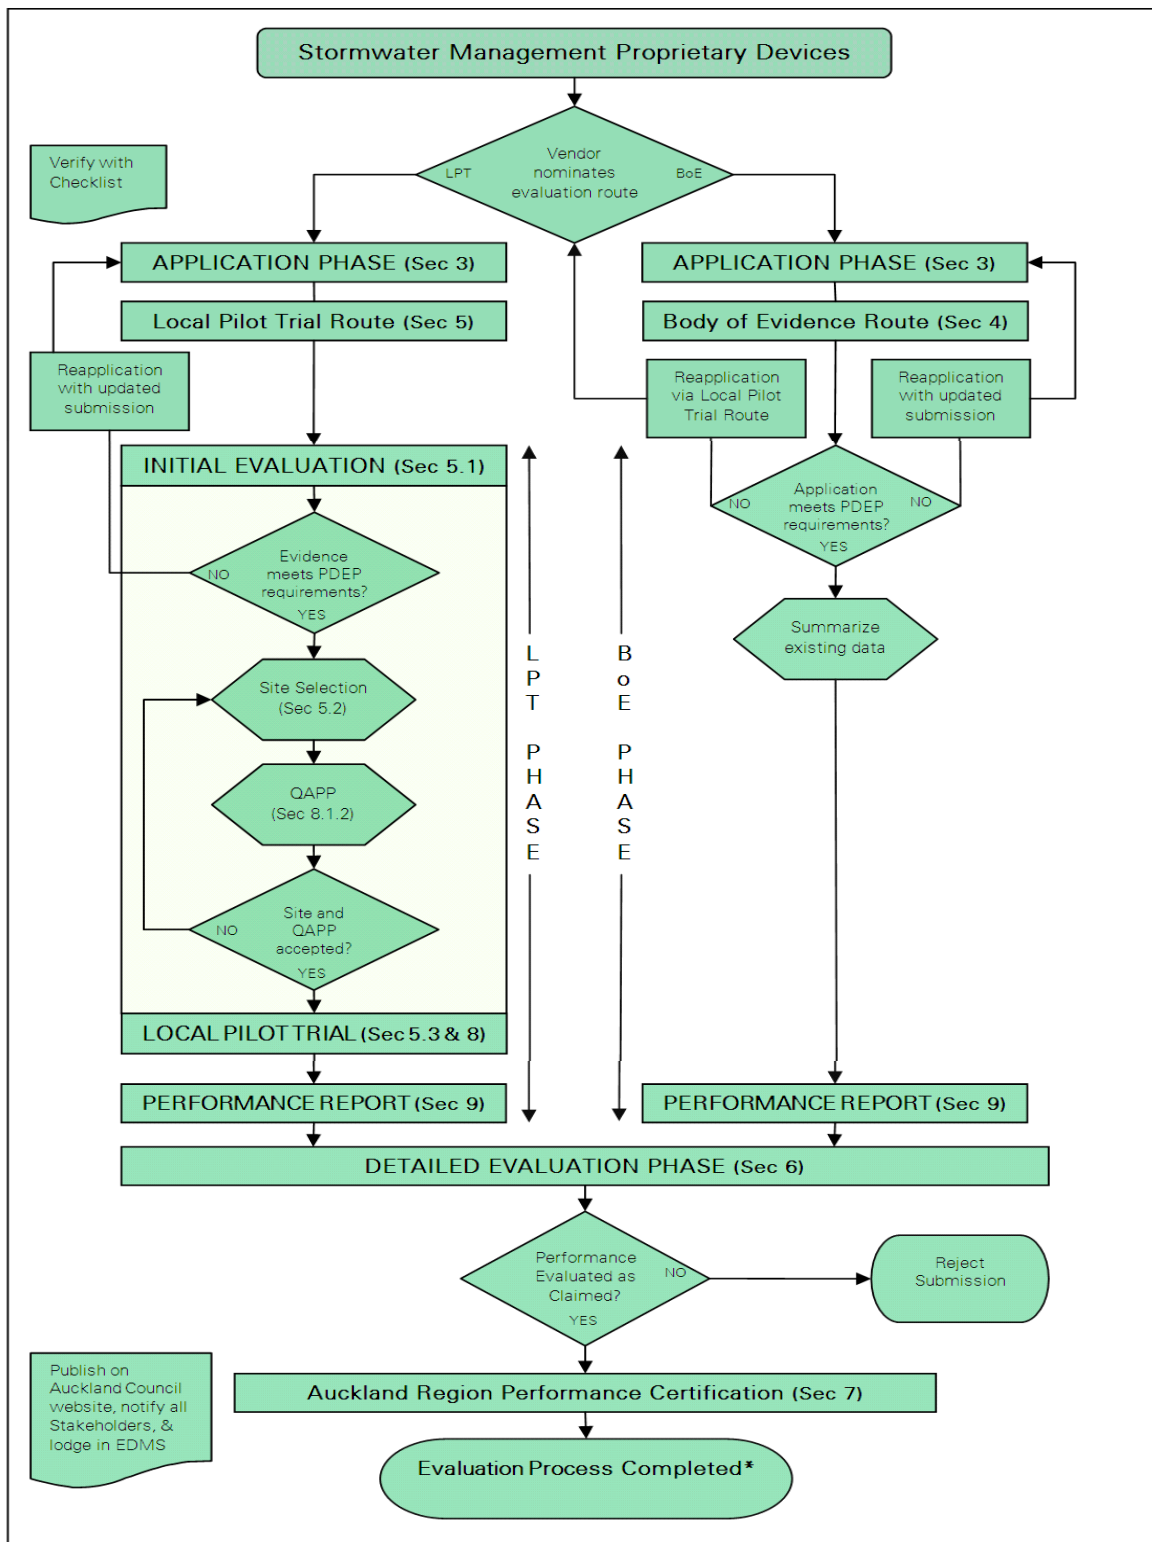 Stormwater Management Proprietary Devices
Vendor
nominates
evaluation route
LPT
BoE
Verify with
Checklist
APPLICATION PHASE (Sec 3)
APPLICATION PHASE (Sec 3)
Local Pilot Trial Route (Sec 5)
Body of Evidence Route (Sec 4)
Reapplication
with updated
submission
Reapplication
via Local Pilot
Trial Route
Reapplication
with updated
submission
INITIAL EVALUATION (Sec 5.1)
Application
meets PDEP
requirements?
NO
NO
YES
Evidence
meets PDEP
requirements?
NO
YES
Summarize
existing data
LPT PHASE
BoE PHASE
Site Selection
(Sec 5.2)
QAPP
(Sec 8.1.2)
Site and
QAPP
accepted?
NO
YES
LOCAL PILOT TRIAL (Sec 5.3 & 8)
PERFORMANCE REPORT (Sec 9)
PERFORMANCE REPORT (Sec 9)
DETAILED EVALUATION PHASE (Sec 6)
Performance
Evaluated as
Claimed?
NO
YES
Reject
Submission
Publish on
Auckland Council
website, notify all
Stakeholders, &
lodge in EDMS
Auckland Region Performance Certification (Sec 7)
Evaluation Process Completed*